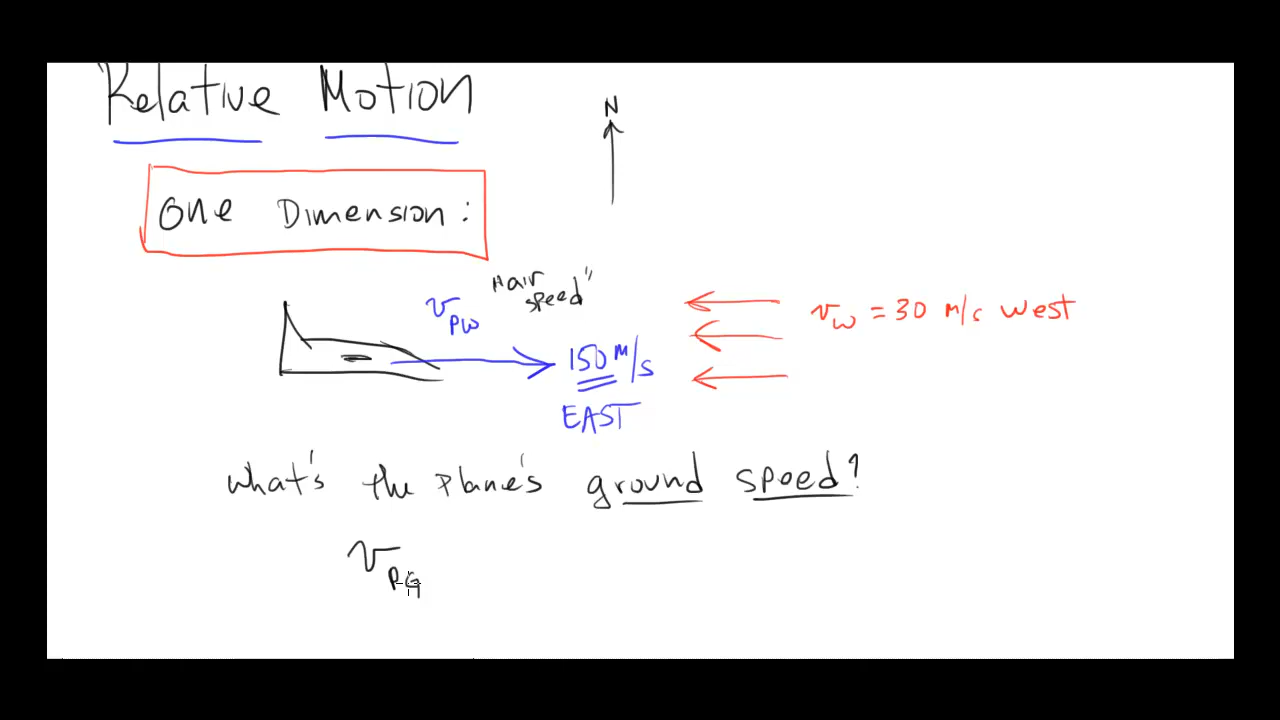 Relative Motion
N
One Dimension:
"air
speed"
v_PW
v_W = 30 m/s west
150 m/s
EAST
what's the plane's ground speed?
v_PG